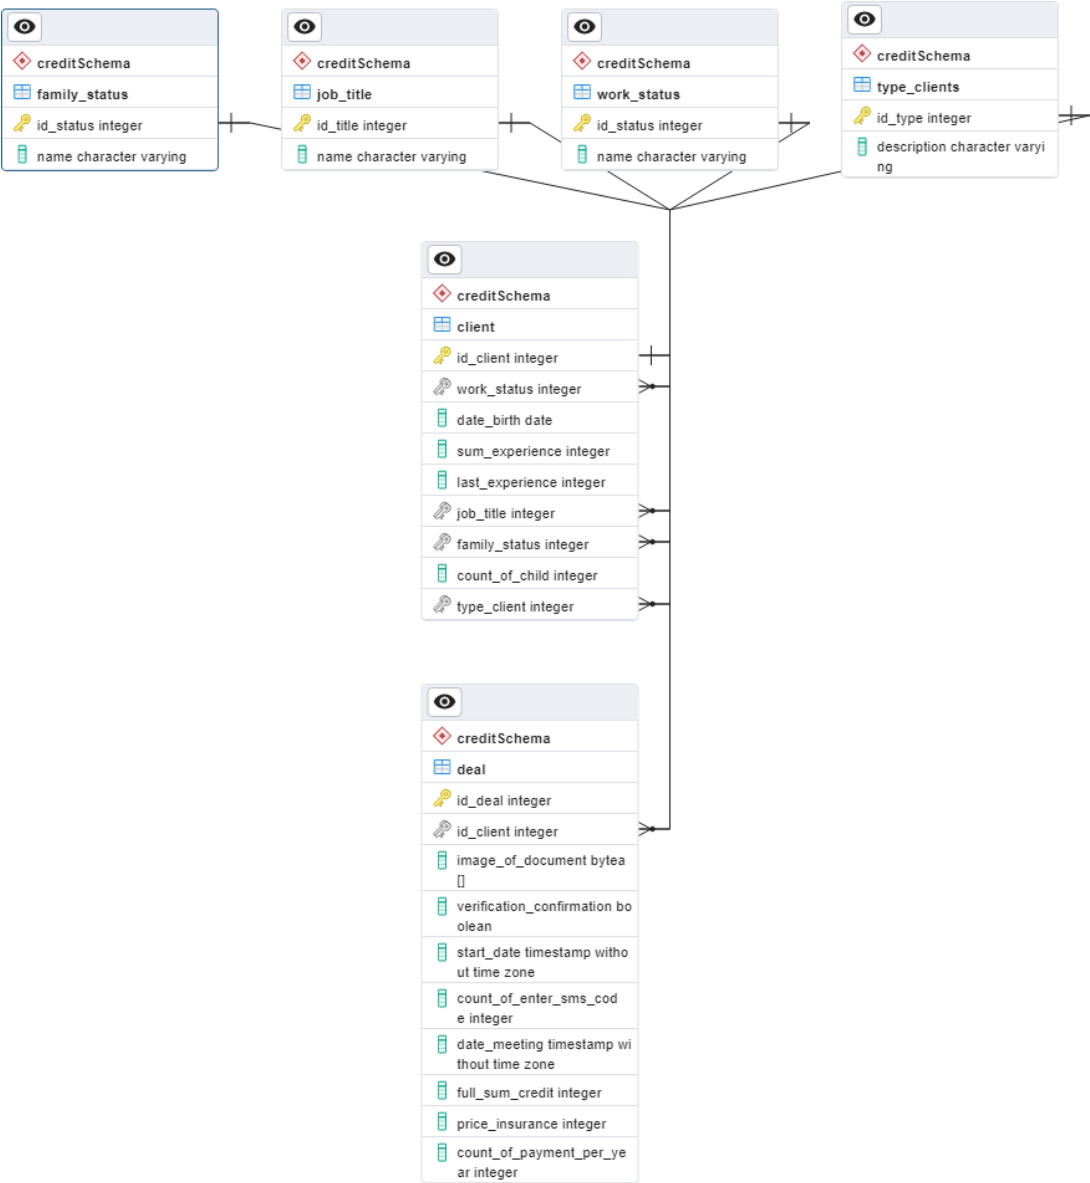 creditSchema
family_status
id_status integer
name character varying
creditSchema
job_title
id_title integer
name character varying
creditSchema
work_status
id_status integer
name character varying
creditSchema
type_clients
id_type integer
description character varyi
ng
creditSchema
client
id_client integer
work_status integer
date_birth date
sum_experience integer
last_experience integer
job_title integer
family_status integer
count_of_child integer
type_client integer
creditSchema
deal
id_deal integer
id_client integer
image_of_document bytea
[]
verification_confirmation bo
olean
start_date timestamp witho
ut time zone
count_of_enter_sms_cod
e integer
date_meeting timestamp wi
thout time zone
full_sum_credit integer
price_insurance integer
count_of_payment_per_ye
ar integer